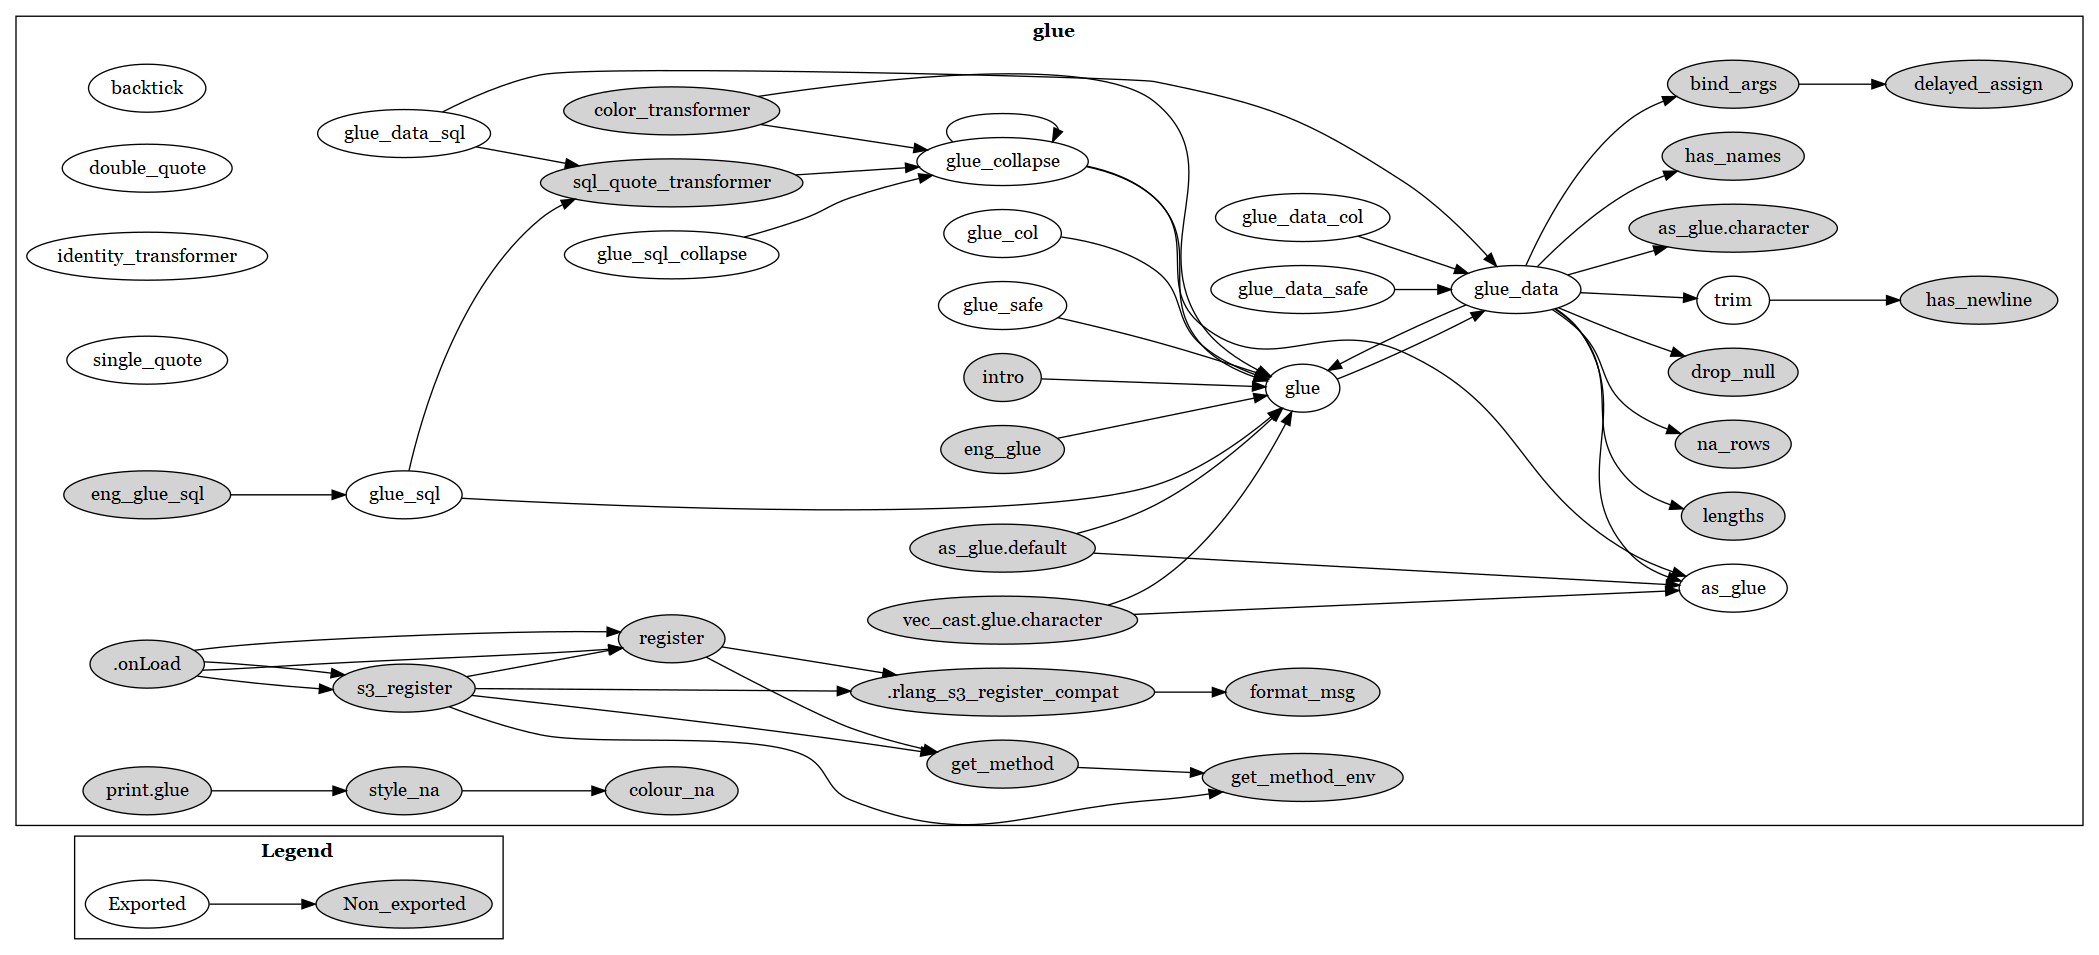 glue
backtick
double_quote
identity_transformer
single_quote
eng_glue_sql
.onLoad
print.glue
glue_data_sql
glue_sql
s3_register
style_na
color_transformer
sql_quote_transformer
glue_sql_collapse
register
colour_na
glue_collapse
glue_col
glue_safe
intro
eng_glue
as_glue.default
vec_cast.glue.character
.rlang_s3_register_compat
get_method
glue_data_col
glue_data_safe
glue
format_msg
get_method_env
glue_data
bind_args
has_names
as_glue.character
trim
drop_null
na_rows
lengths
as_glue
delayed_assign
has_newline
Legend
Exported
Non_exported